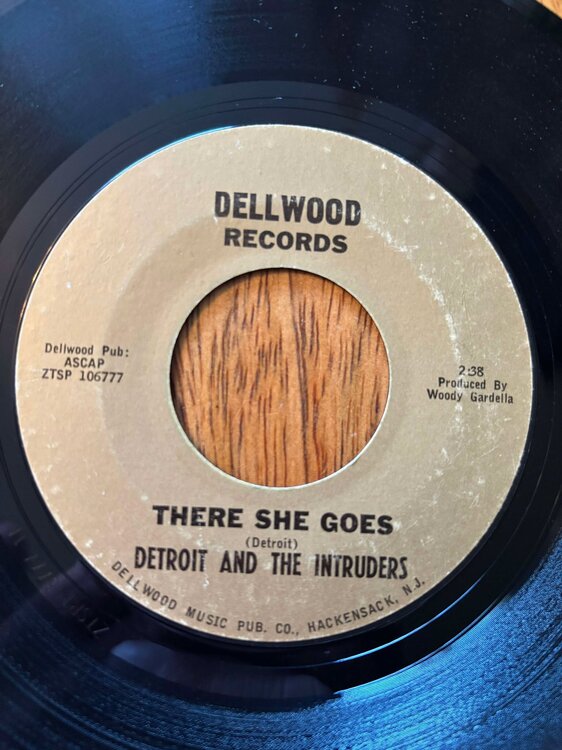 DELLWOOD
RECORDS
Dellwood Pub:
ASCAP
ZTSP 106777
2:38
Produced By
Woody Gardella
THERE SHE GOES
(Detroit)
DETROIT AND THE INTRUDERS
DELLWOOD MUSIC PUB. CO., HACKENSACK, N.J.